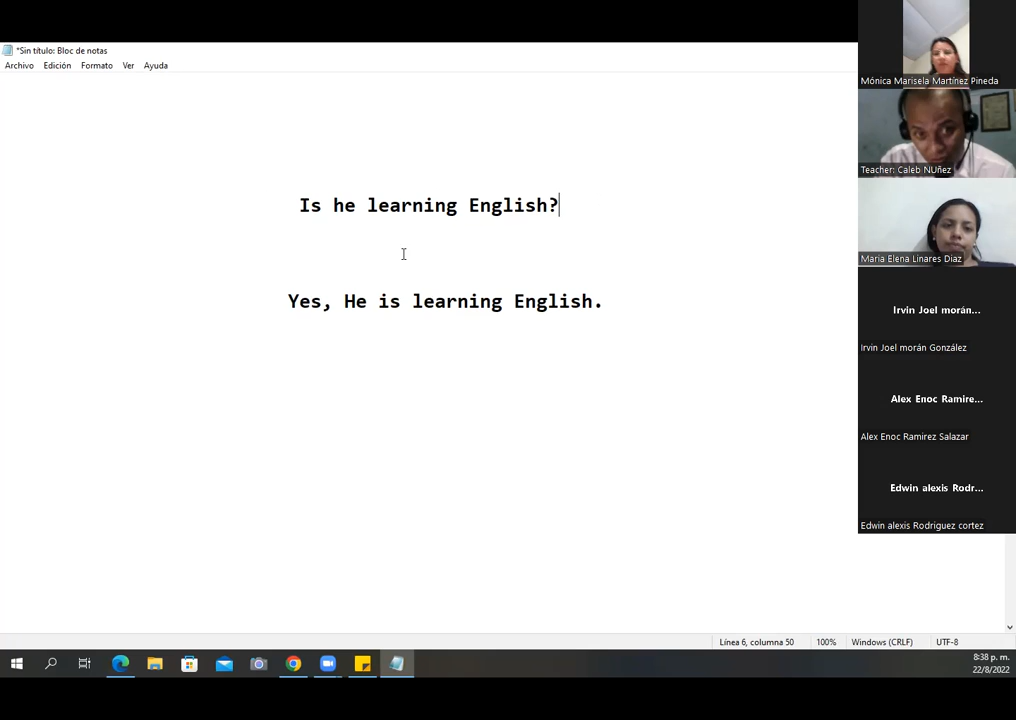 *Sin título: Bloc de notas
Archivo Edición Formato Ver Ayuda
Is he learning English?
Yes, He is learning English.
Mónica Marisela Martínez Pineda
Teacher: Caleb NUñez
Maria Elena Linares Diaz
Irvin Joel morán...
Irvin Joel morán González
Alex Enoc Ramire...
Alex Enoc Ramirez Salazar
Edwin alexis Rodr...
Edwin alexis Rodriguez cortez
Línea 6, columna 50 100% Windows (CRLF) UTF-8
8:38 p. m.
22/8/2022